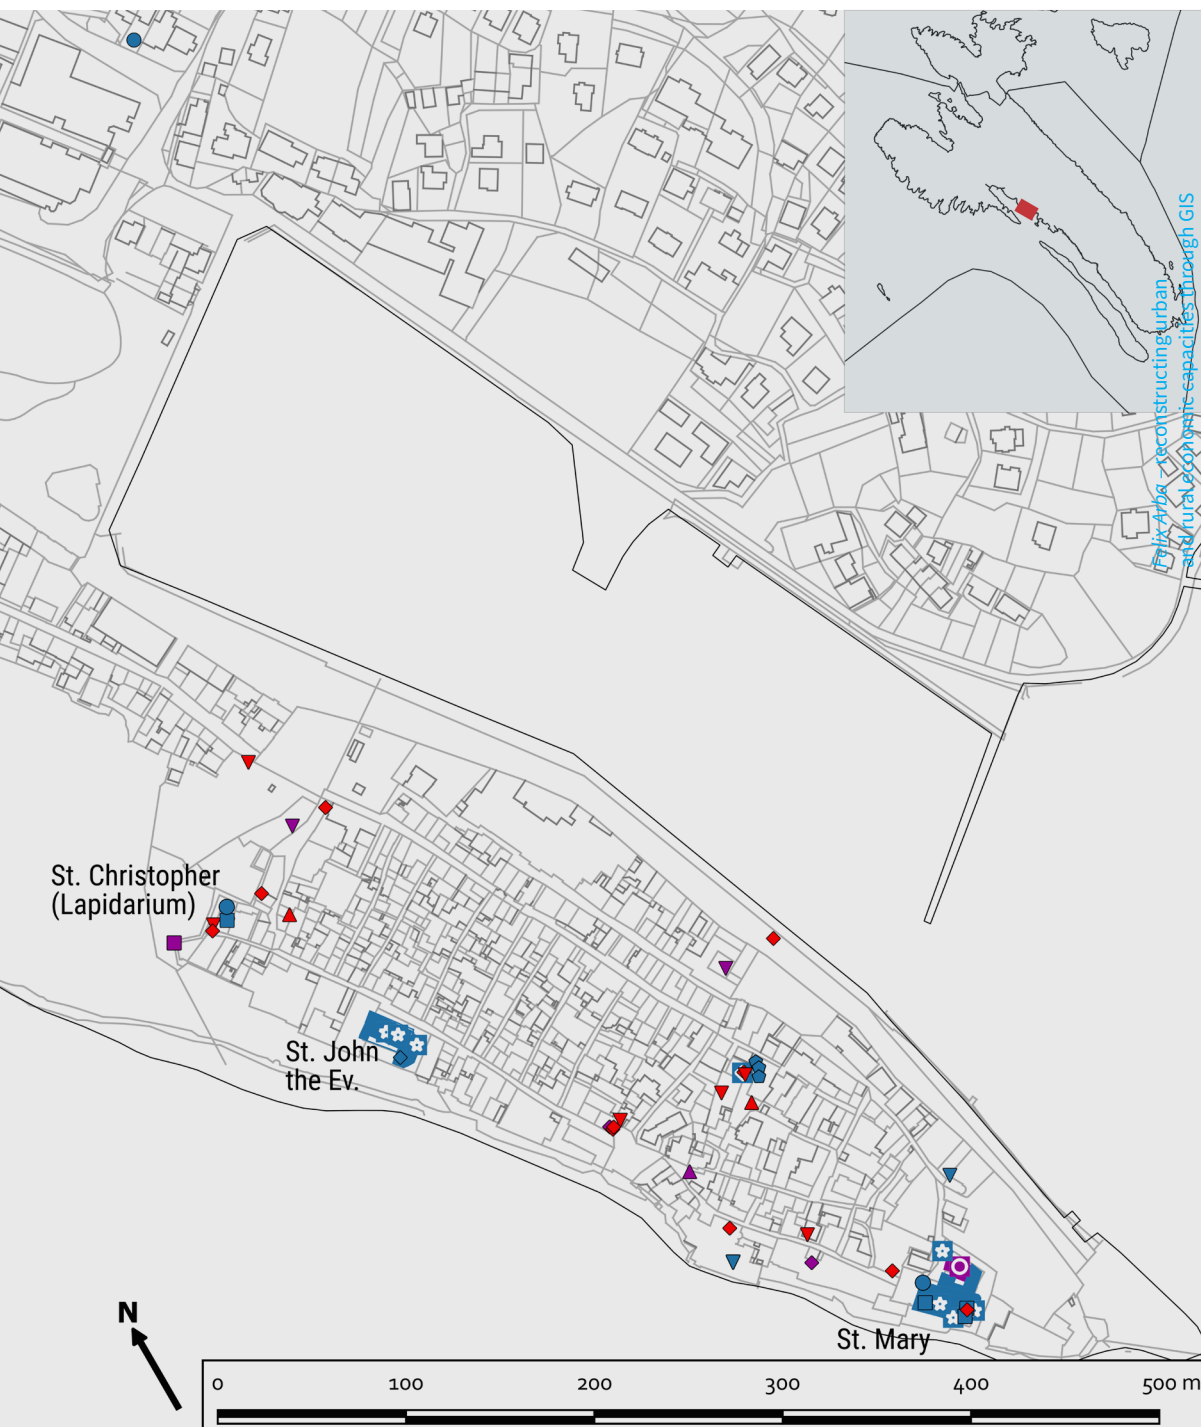 Felix Arba – reconstructing urban
and rural economic capacities through GIS
St. Christopher
(Lapidarium)
St. John
the Ev.
St. Mary
N
0 100 200 300 400 500 m